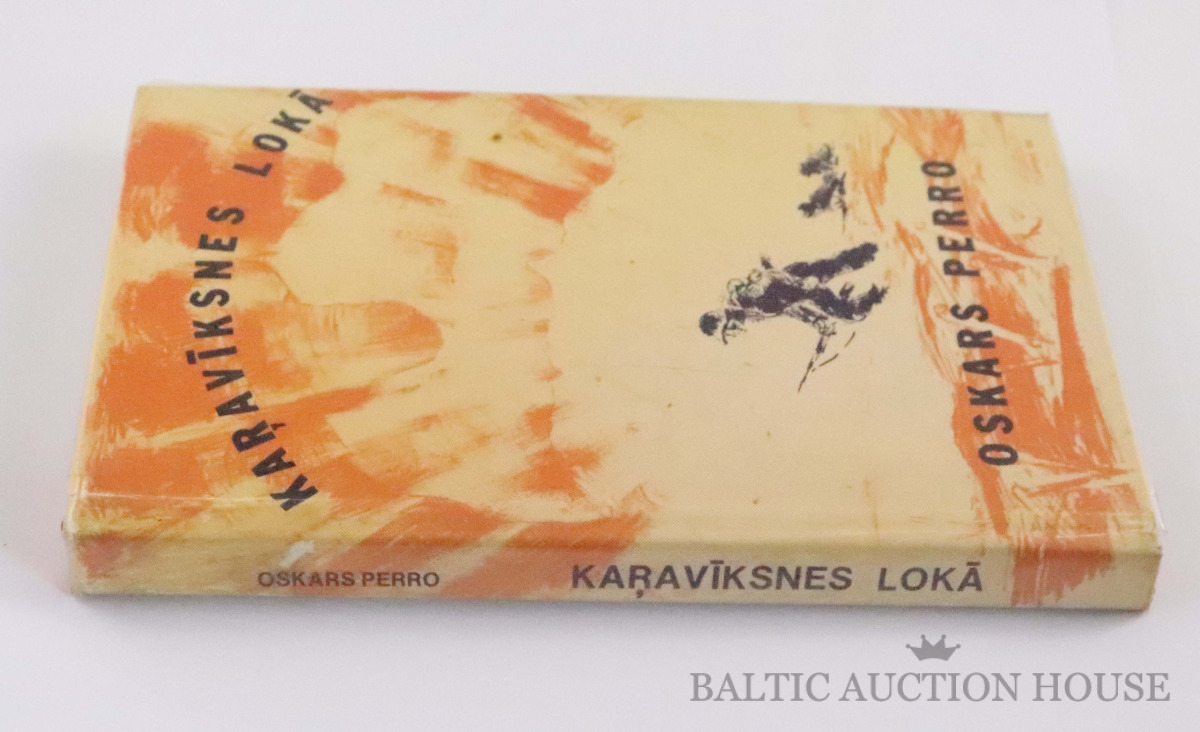 KAŖAVĪKSNES LOKĀ
OSKARS PERRO
OSKARS PERRO KAŖAVĪKSNES LOKĀ
BALTIC AUCTION HOUSE